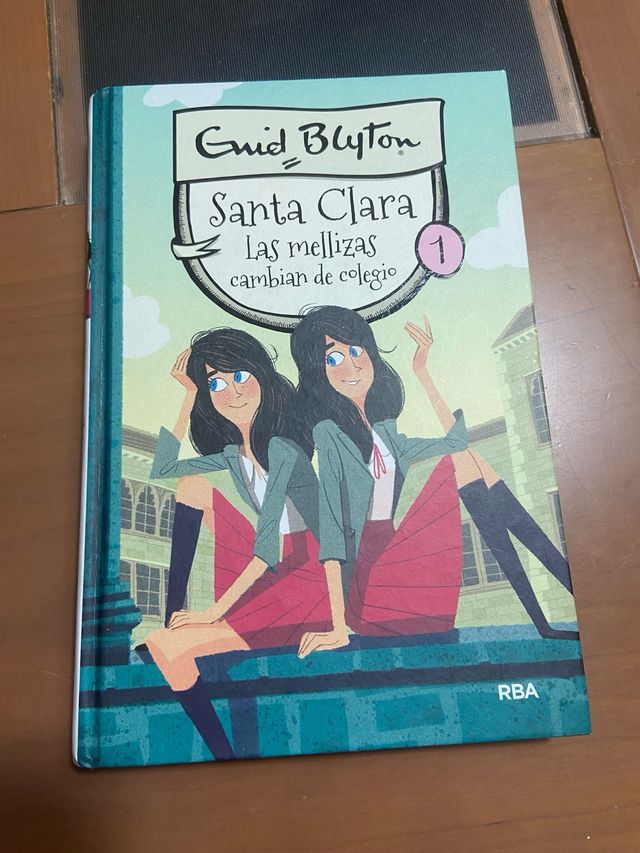 Enid Blyton®
Santa Clara
Las mellizas
cambian de colegio
1
RBA